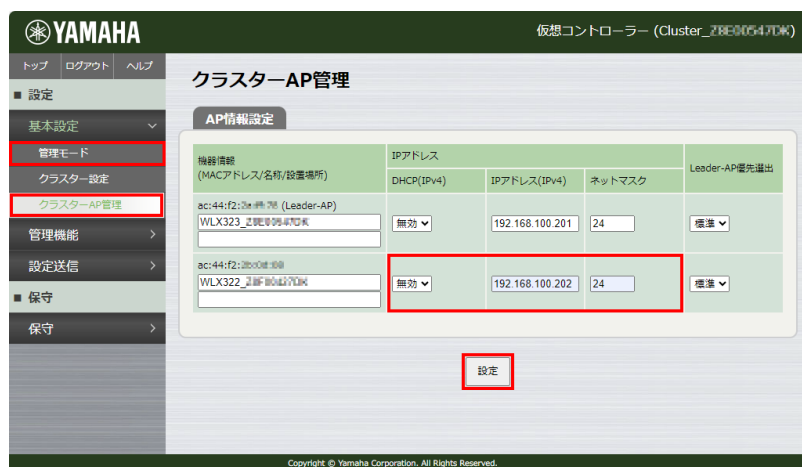 YAMAHA
仮想コントローラー (Cluster_
トップ ログアウト ヘルプ
■ 設定
基本設定
管理モード
クラスター設定
クラスターAP管理
管理機能
設定送信
■ 保守
保守
クラスターAP管理
AP情報設定
機器情報
(MACアドレス/名称/設置場所)
IPアドレス
DHCP(IPv4) IPアドレス(IPv4) ネットマスク
Leader-AP優先選出
ac:44:f2: (Leader-AP)
WLX323_
無効 192.168.100.201 24 標準
ac:44:f2:
WLX322_
無効 192.168.100.202 24 標準
設定
Copyright © Yamaha Corporation. All Rights Reserved.